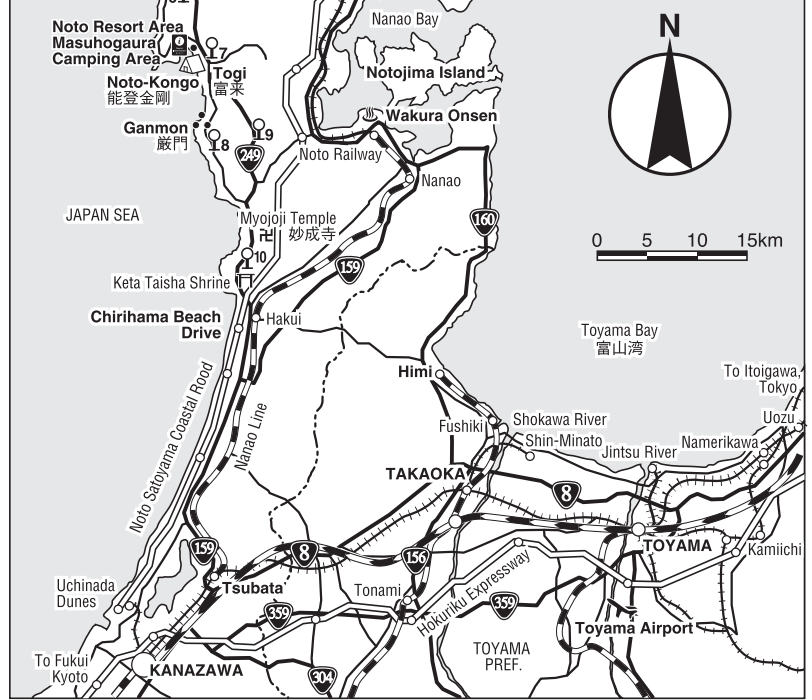 Nanao Bay
N
Noto Resort Area
Masuhogaura
Camping Area
7
Notojima Island
Togi
富来
Noto-Kongo
能登金剛
Wakura Onsen
Ganmon
厳門
8
9
249
Noto Railway
Nanao
JAPAN SEA
Myojoji Temple
妙成寺
卍
160
0 5 10 15km
10
159
Keta Taisha Shrine
Chirihama Beach
Drive
Hakui
Toyama Bay
富山湾
Himi
To Itoigawa,
Tokyo
Uozu
Noto Satoyama Coastal Rood
Nanao Line
Fushiki
Shokawa River
Shin-Minato
Jintsu River
Namerikawa
TAKAOKA
8
159
8
156
TOYAMA
Kamiichi
Uchinada
Dunes
Tsubata
Tonami
Hokuriku Expressway
359
359
Toyama Airport
TOYAMA
PREF.
To Fukui
Kyoto
KANAZAWA
304